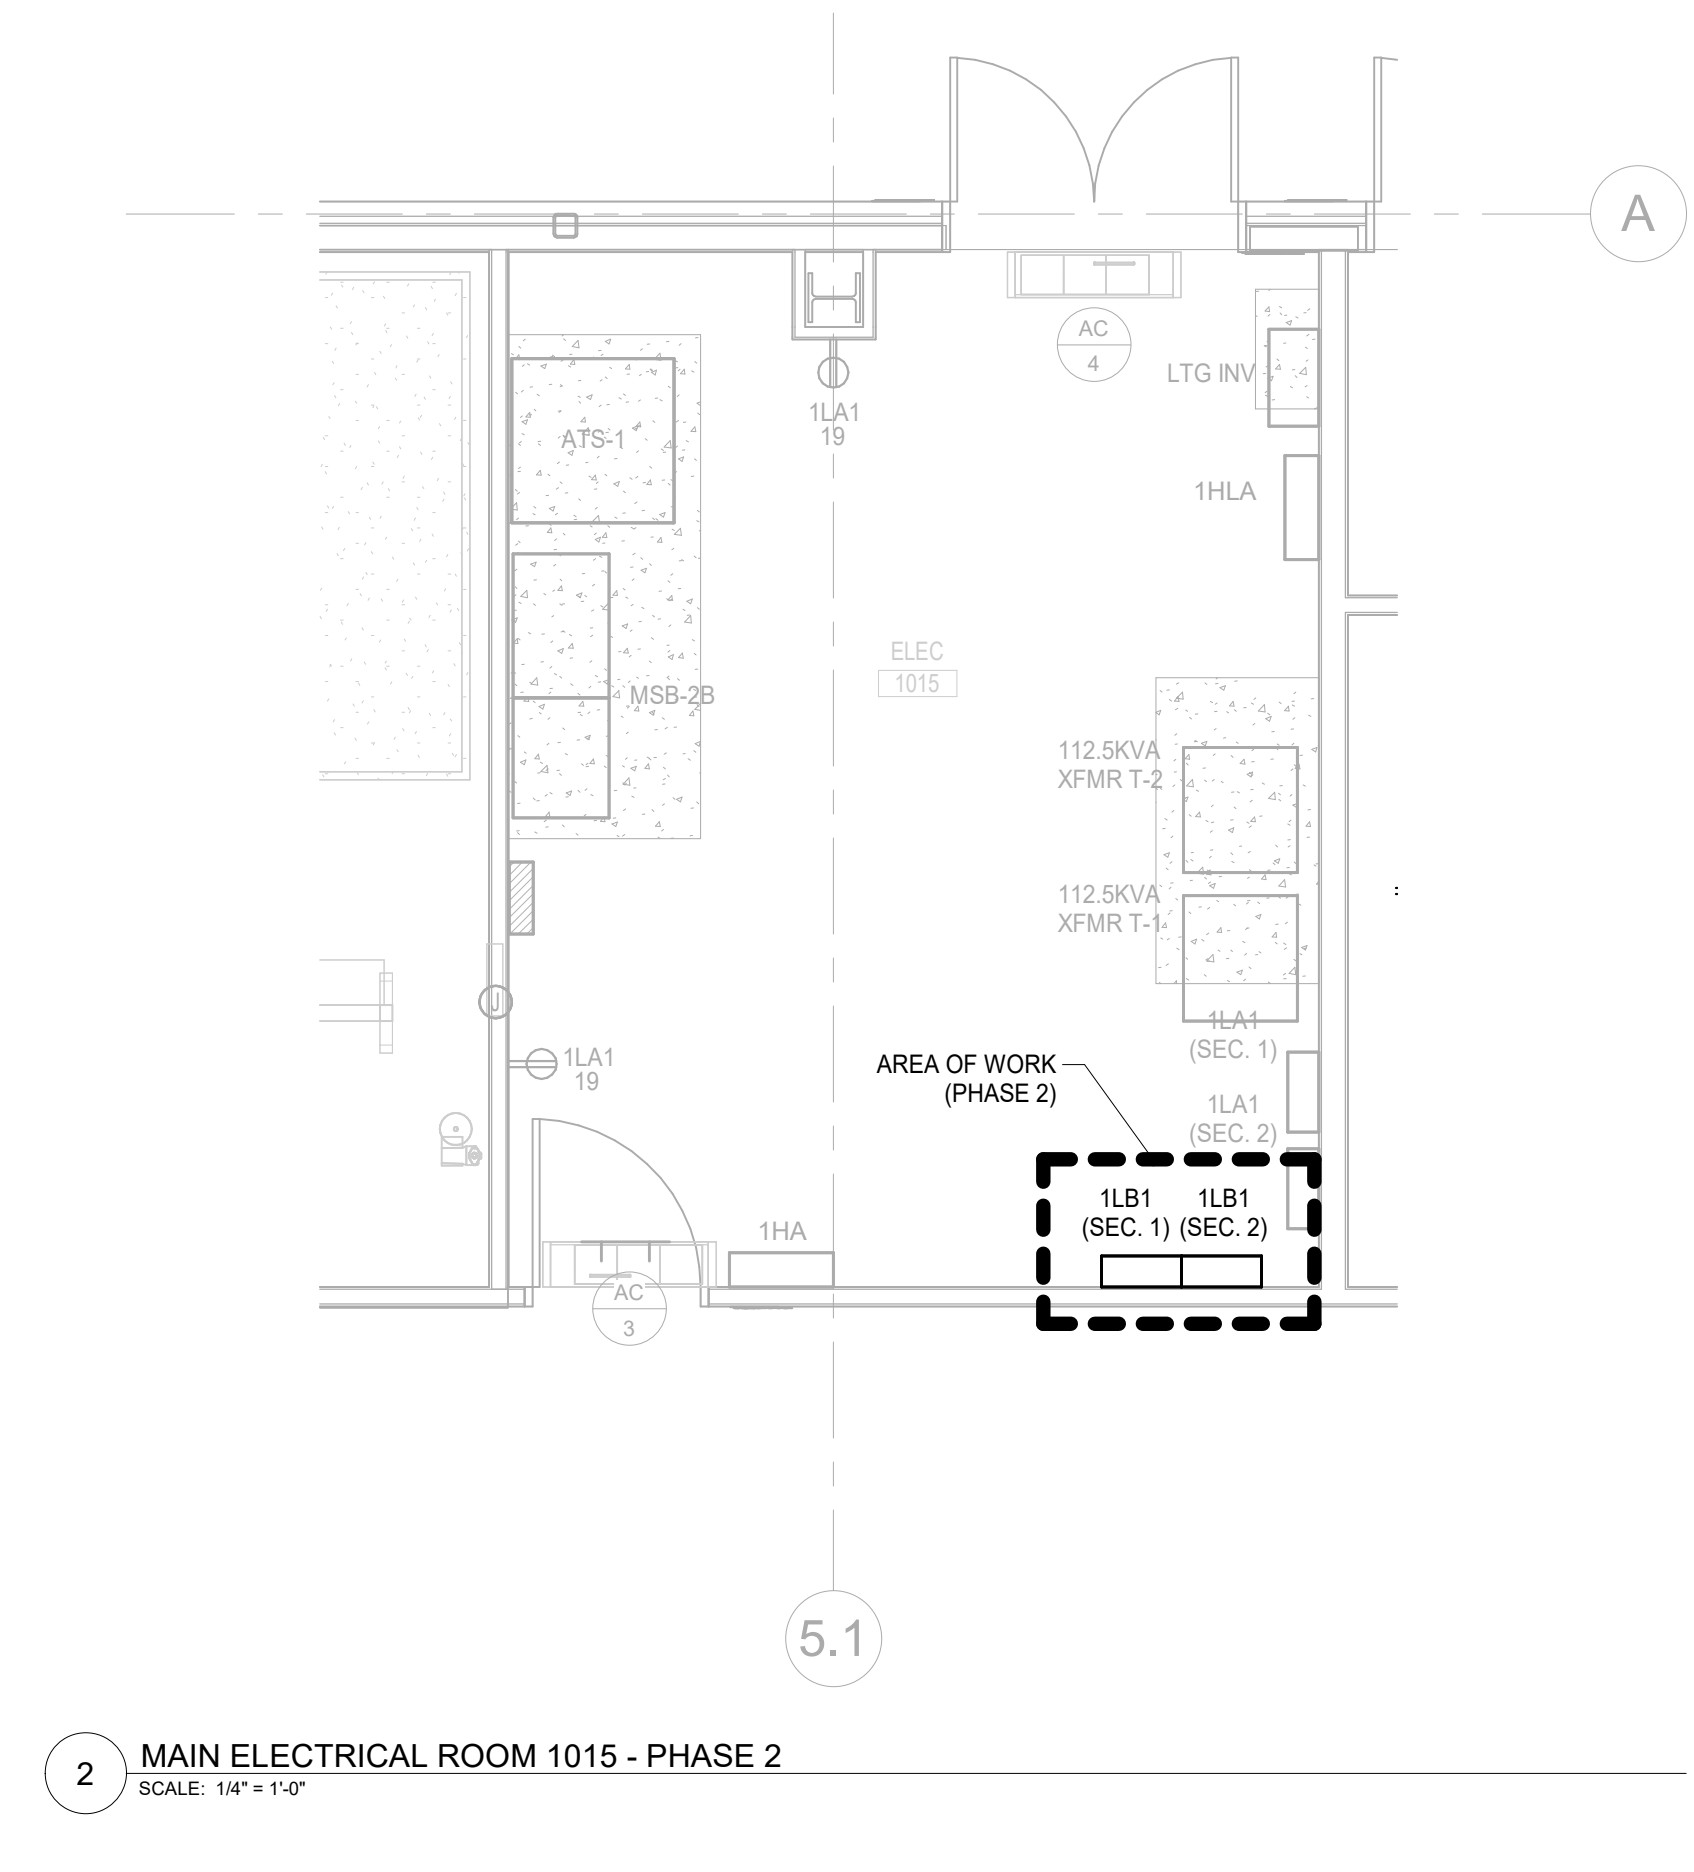 A
AC
4
LTG INV
1LA1
19
ATS-1
1HLA
ELEC
1015
MSB-2B
112.5KVA
XFMR T-2
112.5KVA
XFMR T-1
J
1LA1
(SEC. 1)
1LA1
19
AREA OF WORK
(PHASE 2)
1LA1
(SEC. 2)
1LB1
(SEC. 1)
1LB1
(SEC. 2)
1HA
AC
3
5.1
2
MAIN ELECTRICAL ROOM 1015 - PHASE 2
SCALE: 1/4" = 1'-0"